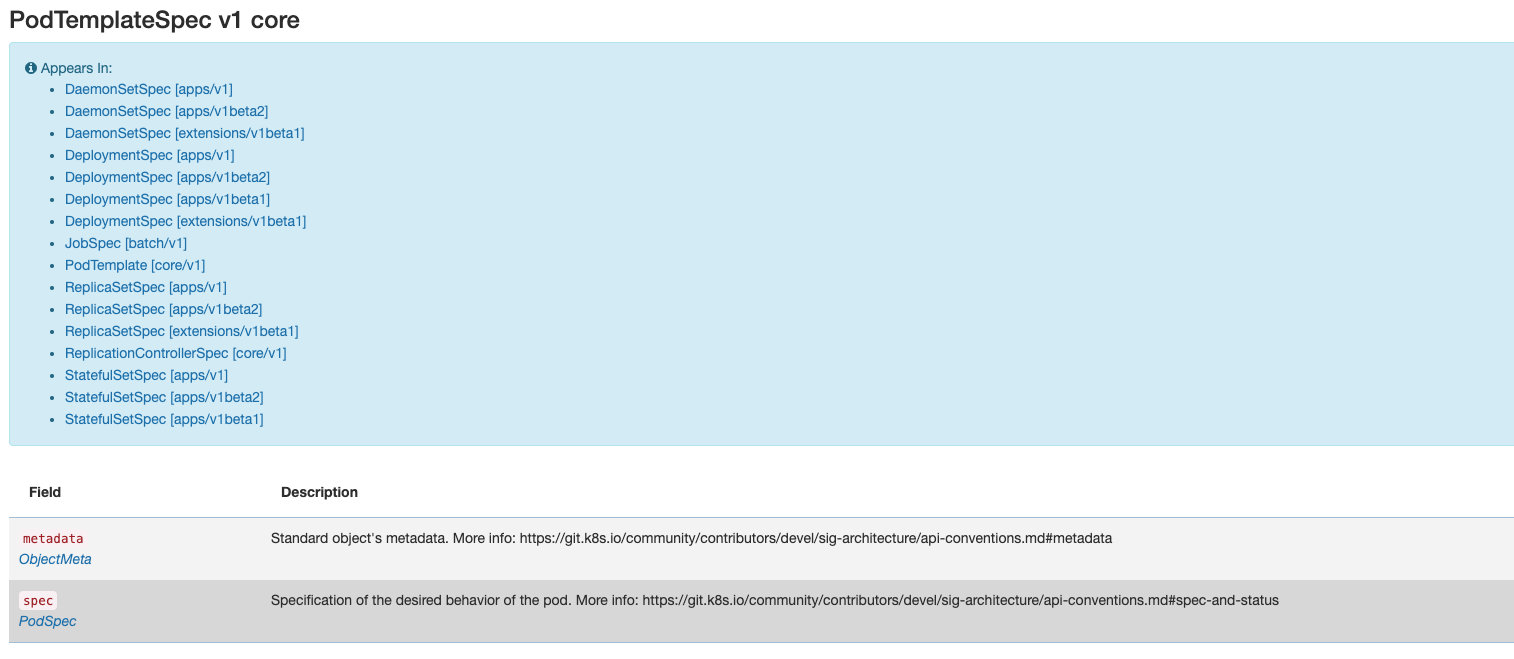 PodTemplateSpec v1 core
Appears In:
DaemonSetSpec [apps/v1]
DaemonSetSpec [apps/v1beta2]
DaemonSetSpec [extensions/v1beta1]
DeploymentSpec [apps/v1]
DeploymentSpec [apps/v1beta2]
DeploymentSpec [apps/v1beta1]
DeploymentSpec [extensions/v1beta1]
JobSpec [batch/v1]
PodTemplate [core/v1]
ReplicaSetSpec [apps/v1]
ReplicaSetSpec [apps/v1beta2]
ReplicaSetSpec [extensions/v1beta1]
ReplicationControllerSpec [core/v1]
StatefulSetSpec [apps/v1]
StatefulSetSpec [apps/v1beta2]
StatefulSetSpec [apps/v1beta1]
Field Description
metadata Standard object's metadata. More info: https://git.k8s.io/community/contributors/devel/sig-architecture/api-conventions.md#metadata
ObjectMeta
spec Specification of the desired behavior of the pod. More info: https://git.k8s.io/community/contributors/devel/sig-architecture/api-conventions.md#spec-and-status
PodSpec